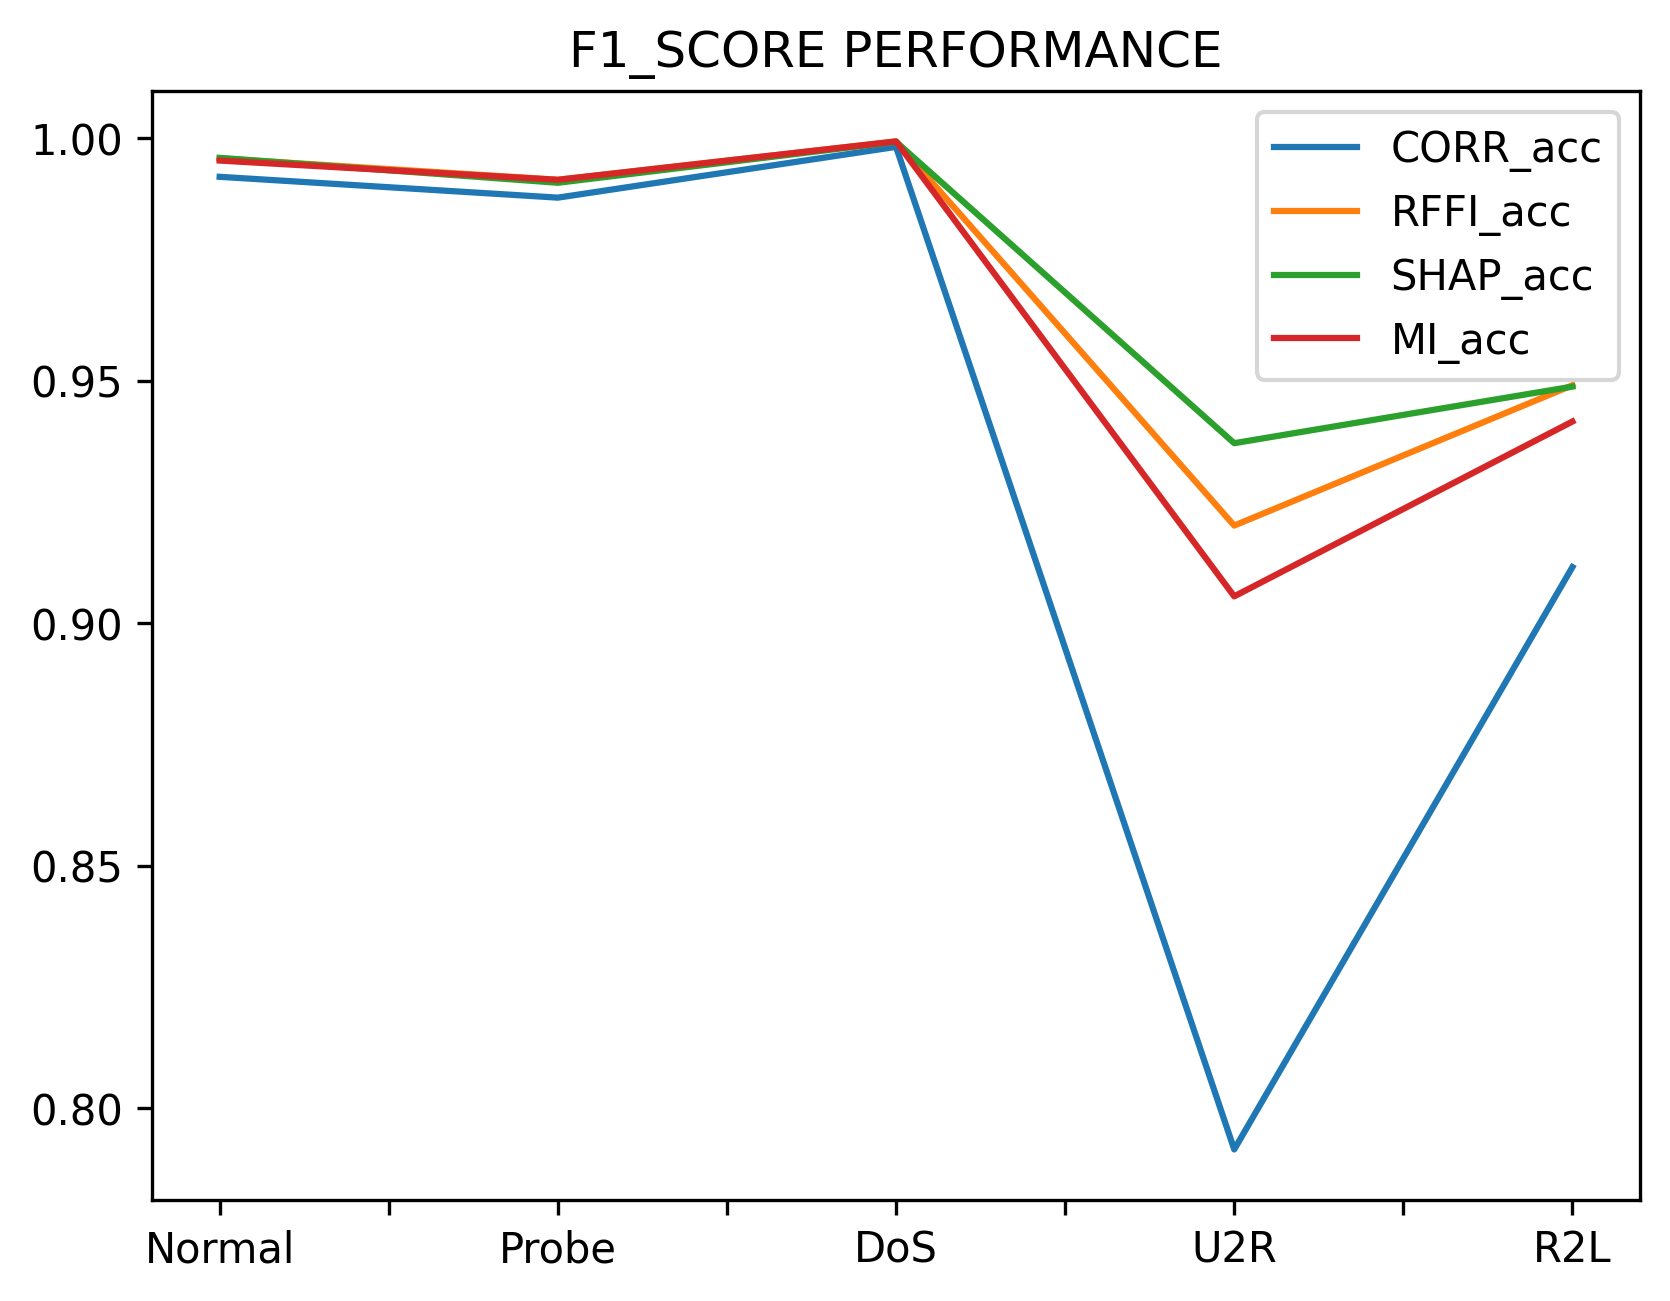 F1_SCORE PERFORMANCE
CORR_acc
RFFI_acc
SHAP_acc
MI_acc
1.00
0.95
0.90
0.85
0.80
Normal Probe DoS U2R R2L